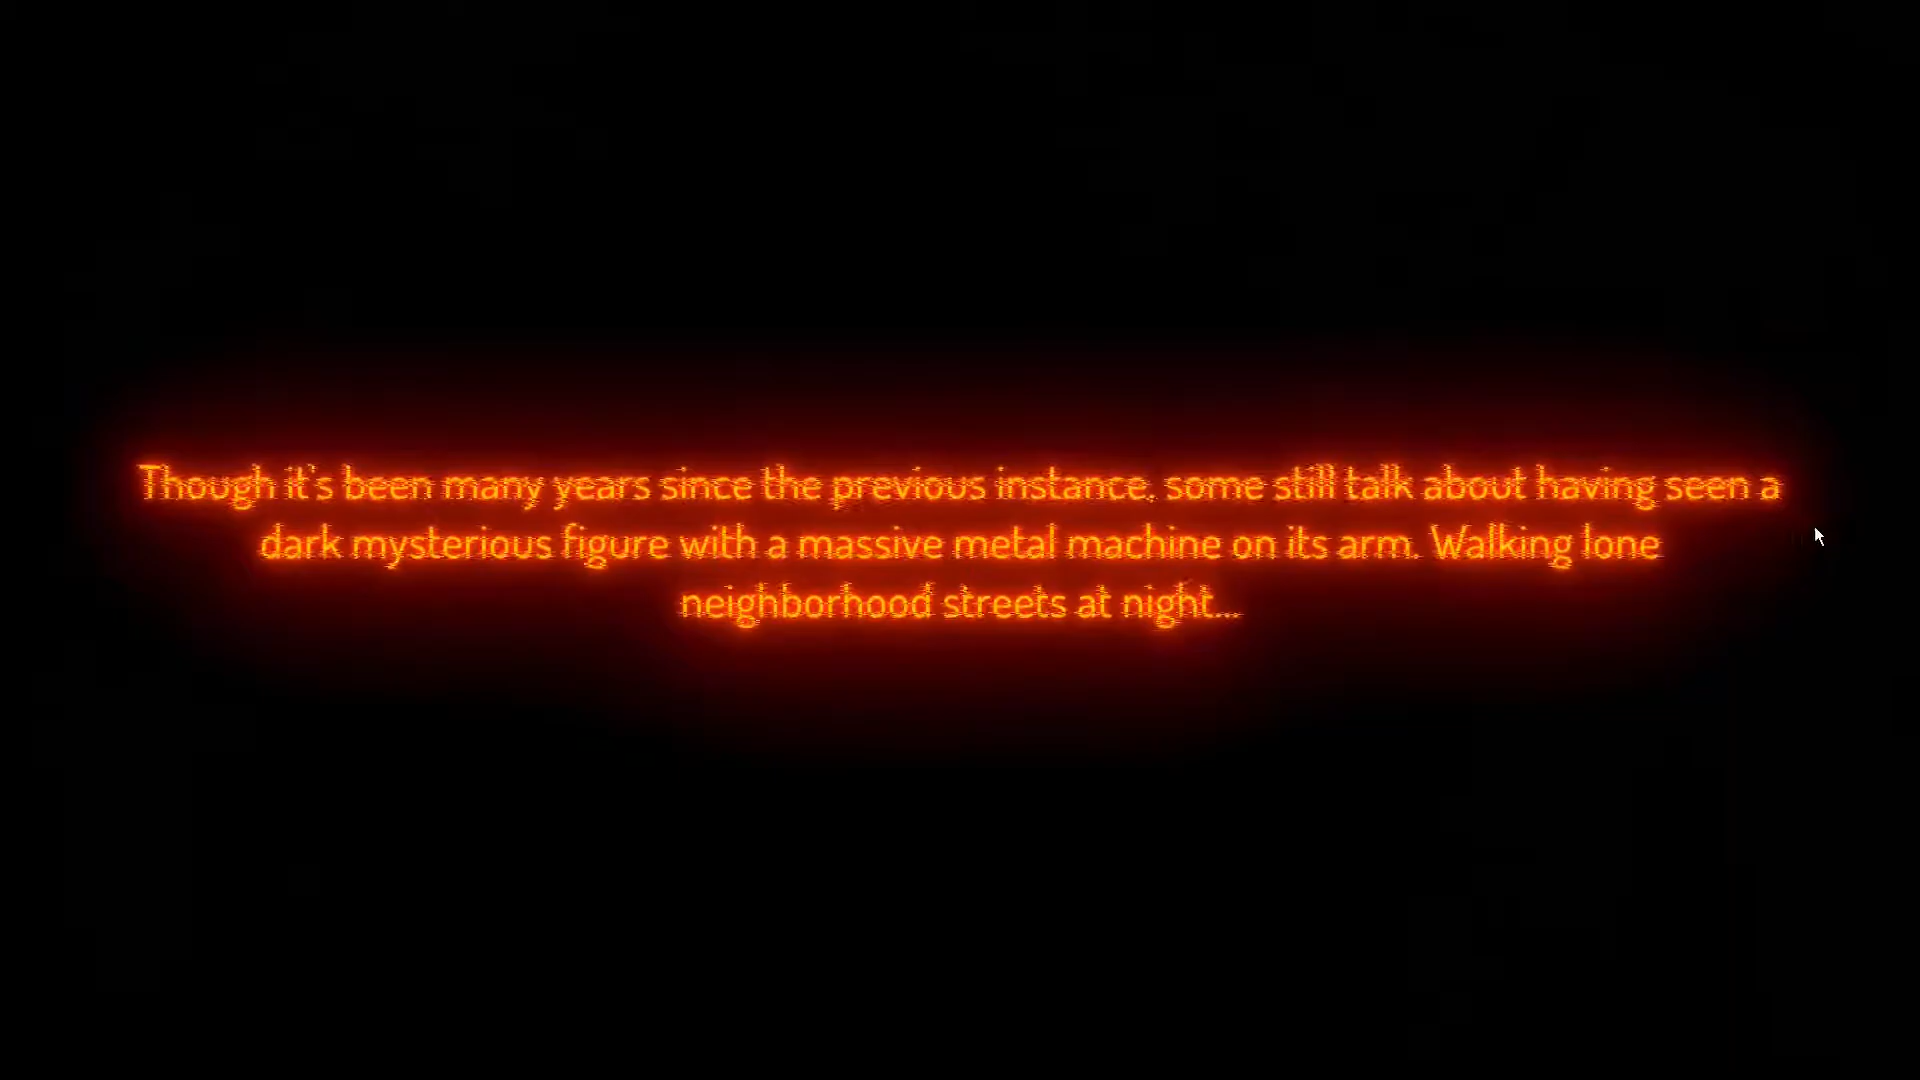 Though it's been many years since the previous instance, some still talk about having seen a
dark mysterious figure with a massive metal machine on its arm. Walking lone
neighborhood streets at night...